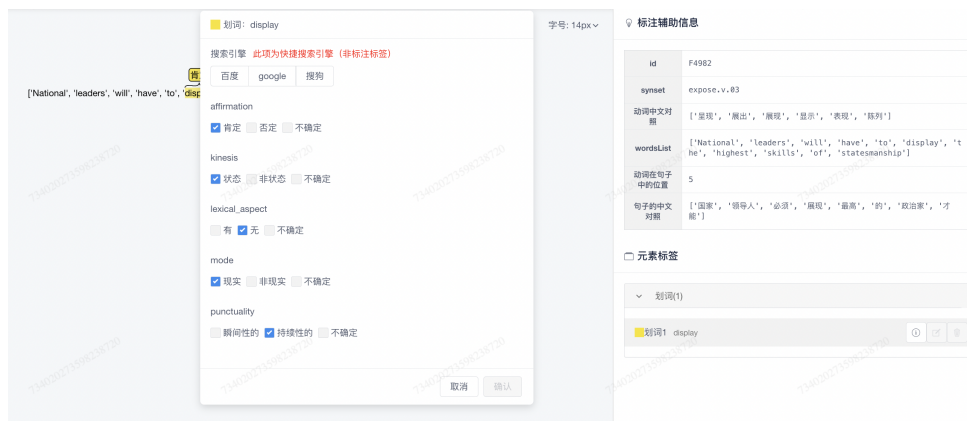 划词: display
字号: 14px
标注辅助信息
搜索引擎 此项为快捷搜索引擎（非标注标签）
百度 google 搜狗
id F4982
synset expose.v.03
动词中文对照 ['呈现', '展出', '展现', '显示', '表现', '陈列']
肯
['National', 'leaders', 'will', 'have', 'to', 'disp
affirmation
肯定 否定 不确定
wordsList ['National', 'leaders', 'will', 'have', 'to', 'display', 't
he', 'highest', 'skills', 'of', 'statesmanship']
kinesis
状态 非状态 不确定
动词在句子
中的位置 5
句子的中文
对照 ['国家', '领导人', '必须', '展现', '最高', '的', '政治家', '才
能']
lexical_aspect
有 无 不确定
元素标签
mode
现实 非现实 不确定
划词(1)
punctuality
瞬间性的 持续性的 不确定
划词1 display
取消 确认
7340202735982387​20